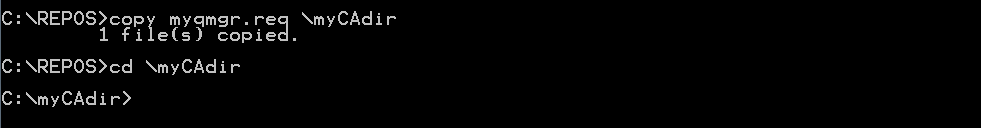 C:\REPOS>copy myqmgr.req \myCAdir
        1 file(s) copied.
C:\REPOS>cd \myCAdir
C:\myCAdir>